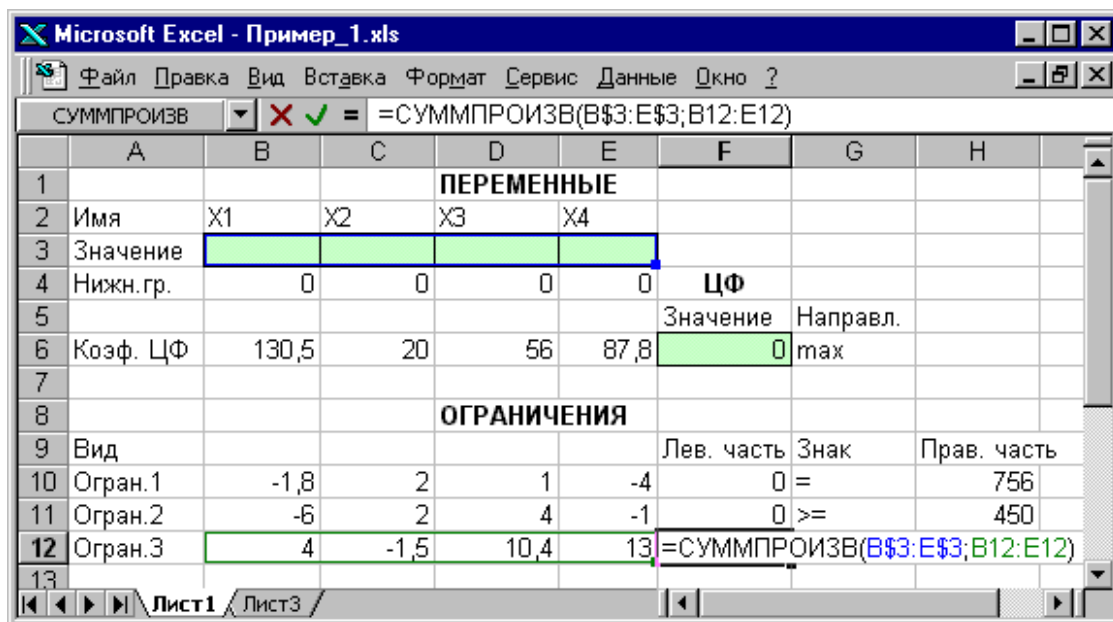 Microsoft Excel - Пример_1.xls
Файл Правка Вид Вставка Формат Сервис Данные Окно ?
СУММПРОИЗВ = =СУММПРОИЗВ(B$3:E$3;B12:E12)
A B C D E F G H
1 ПЕРЕМЕННЫЕ
2 Имя X1 X2 X3 X4
3 Значение
4 Нижн.гр. 0 0 0 0 ЦФ
5 Значение Направл.
6 Коэф. ЦФ 130,5 20 56 87,8 0 max
7
8 ОГРАНИЧЕНИЯ
9 Вид Лев. часть Знак Прав. часть
10 Огран.1 -1,8 2 1 -4 0 = 756
11 Огран.2 -6 2 4 -1 0 >= 450
12 Огран.3 4 -1,5 10,4 13 =СУММПРОИЗВ(B$3:E$3;B12:E12)
13
Лист1 Лист3